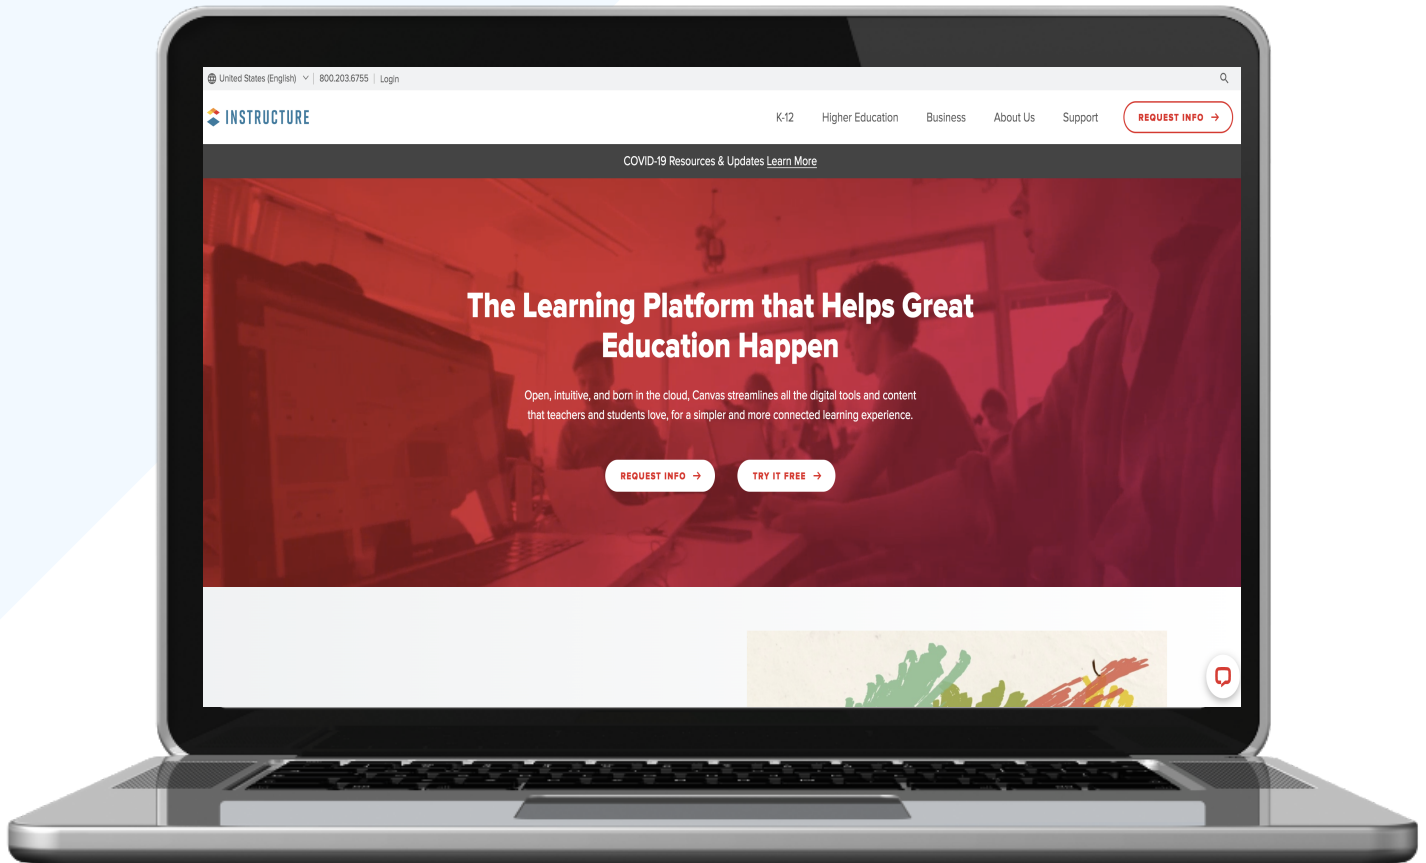 United States (English)
800.203.6755
Login
INSTRUCTURE
K-12
Higher Education
Business
About Us
Support
REQUEST INFO →
COVID-19 Resources & Updates Learn More
The Learning Platform that Helps Great
Education Happen
Open, intuitive, and born in the cloud, Canvas streamlines all the digital tools and content
that teachers and students love, for a simpler and more connected learning experience.
REQUEST INFO →
TRY IT FREE →